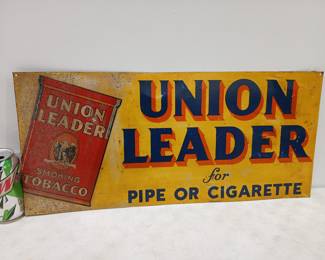 UNION
LEADER
SMOKING
TOBACCO
UNION
LEADER
for
PIPE OR CIGARETTE